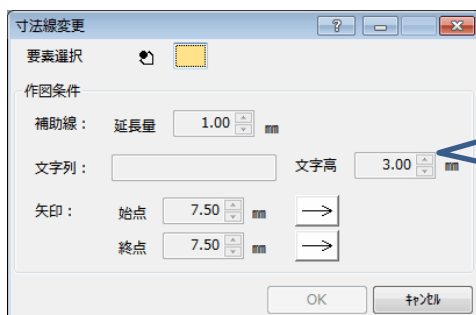 寸法線変更
?
要素選択
作図条件
補助線： 延長量 1.00 mm
文字列： 文字高 3.00 mm
矢印： 始点 7.50 mm
終点 7.50 mm
OK ｷｬﾝｾﾙ